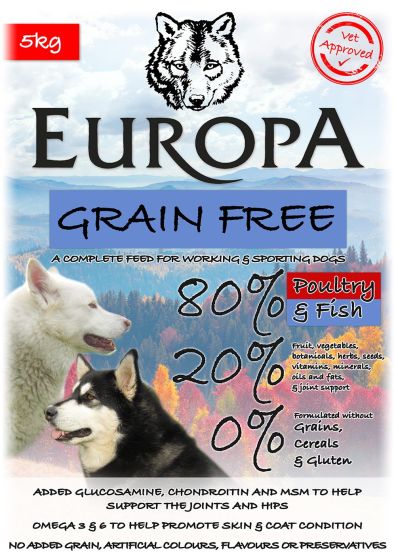 5kg
Vet
Approved
EUROPA
GRAIN FREE
A COMPLETE FEED FOR WORKING & SPORTING DOGS
80% Poultry
& Fish
20% Fruit, vegetables,
botanicals, herbs, seeds,
vitamins, minerals,
oils and fats,
& joint support
0% Formulated without
Grains,
Cereals
& Gluten
ADDED GLUCOSAMINE, CHONDROITIN AND MSM TO HELP
SUPPORT THE JOINTS AND HIPS
OMEGA 3 & 6 TO HELP PROMOTE SKIN & COAT CONDITION
NO ADDED GRAIN, ARTIFICIAL COLOURS, FLAVOURS OR PRESERVATIVES